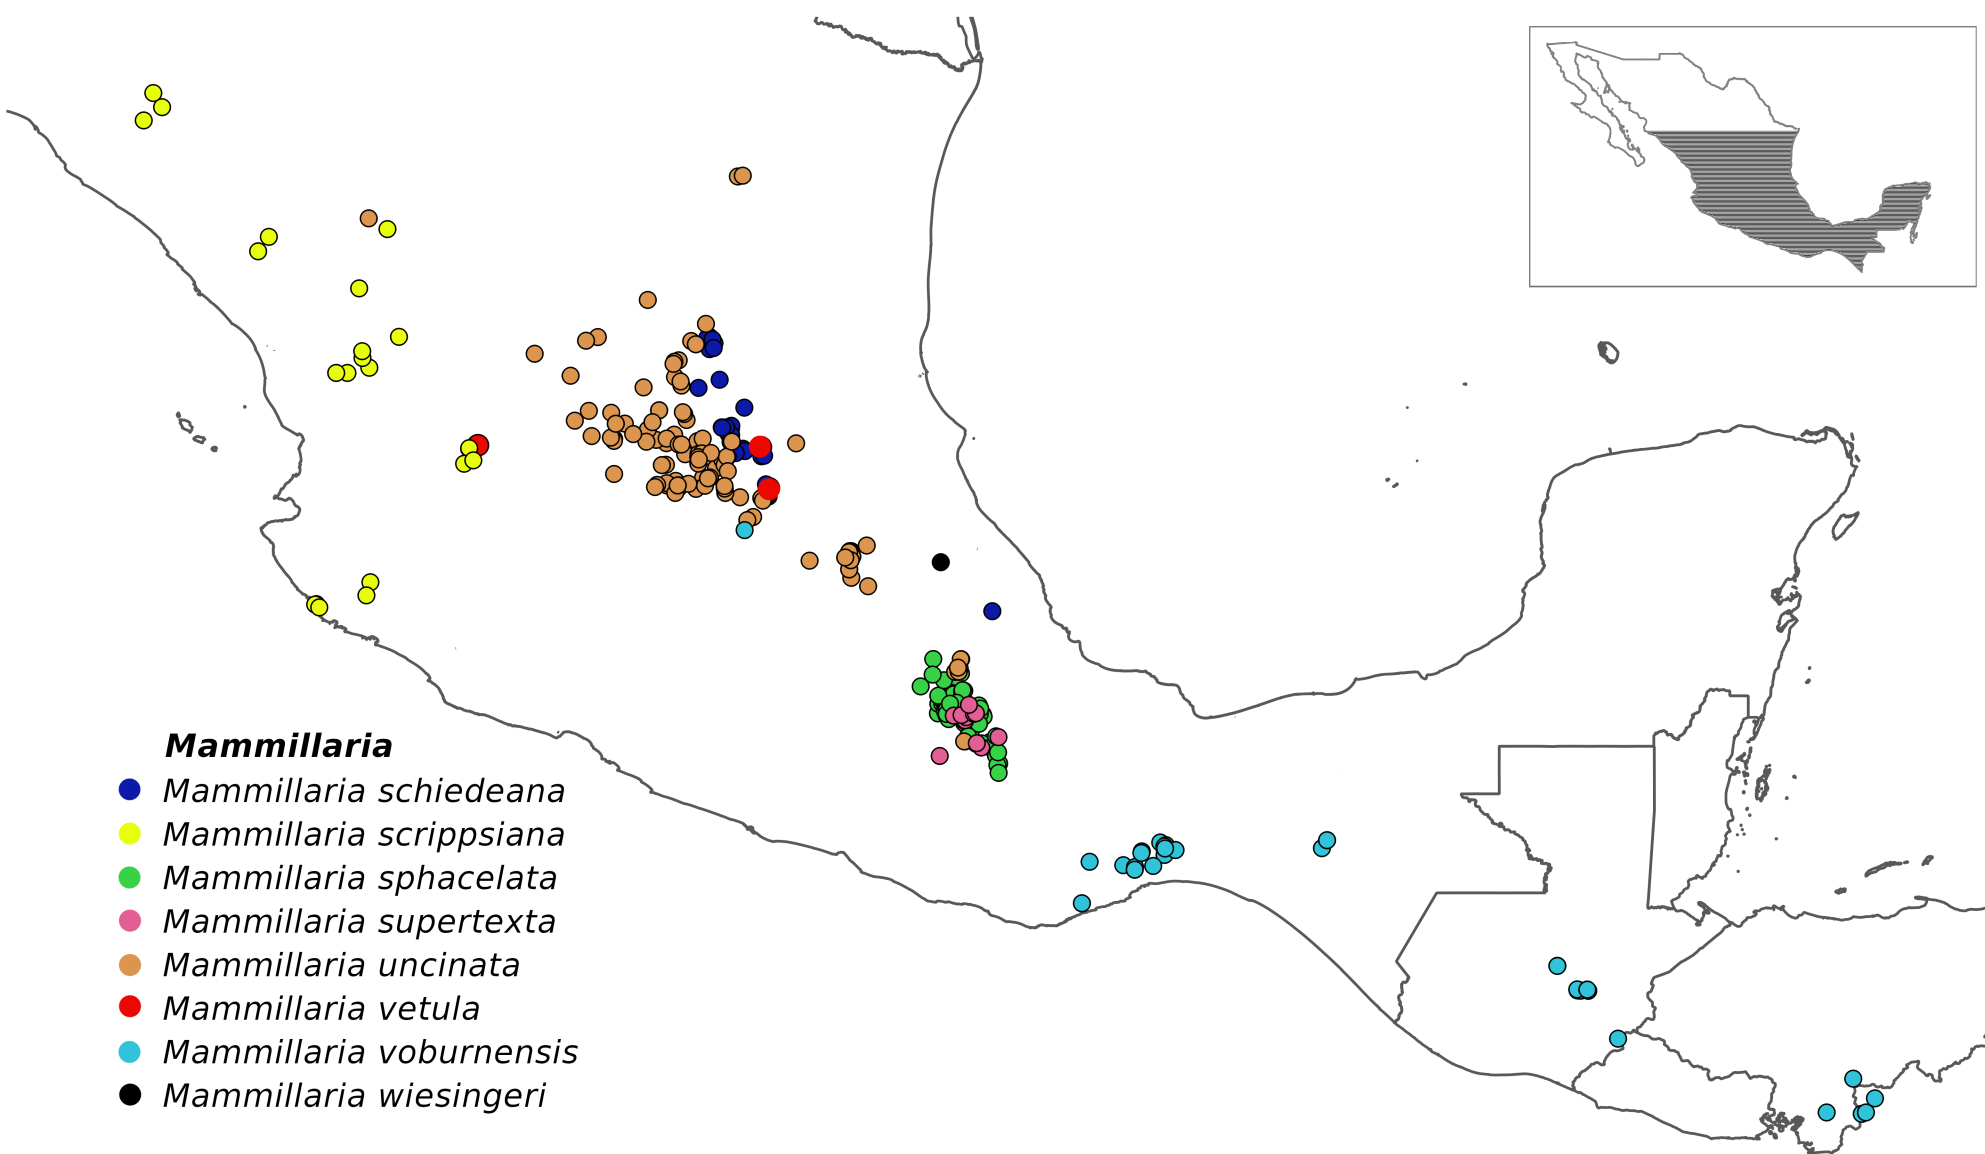 Mammillaria
Mammillaria schiedeana
Mammillaria scrippsiana
Mammillaria sphacelata
Mammillaria supertexta
Mammillaria uncinata
Mammillaria vetula
Mammillaria voburnensis
Mammillaria wiesingeri